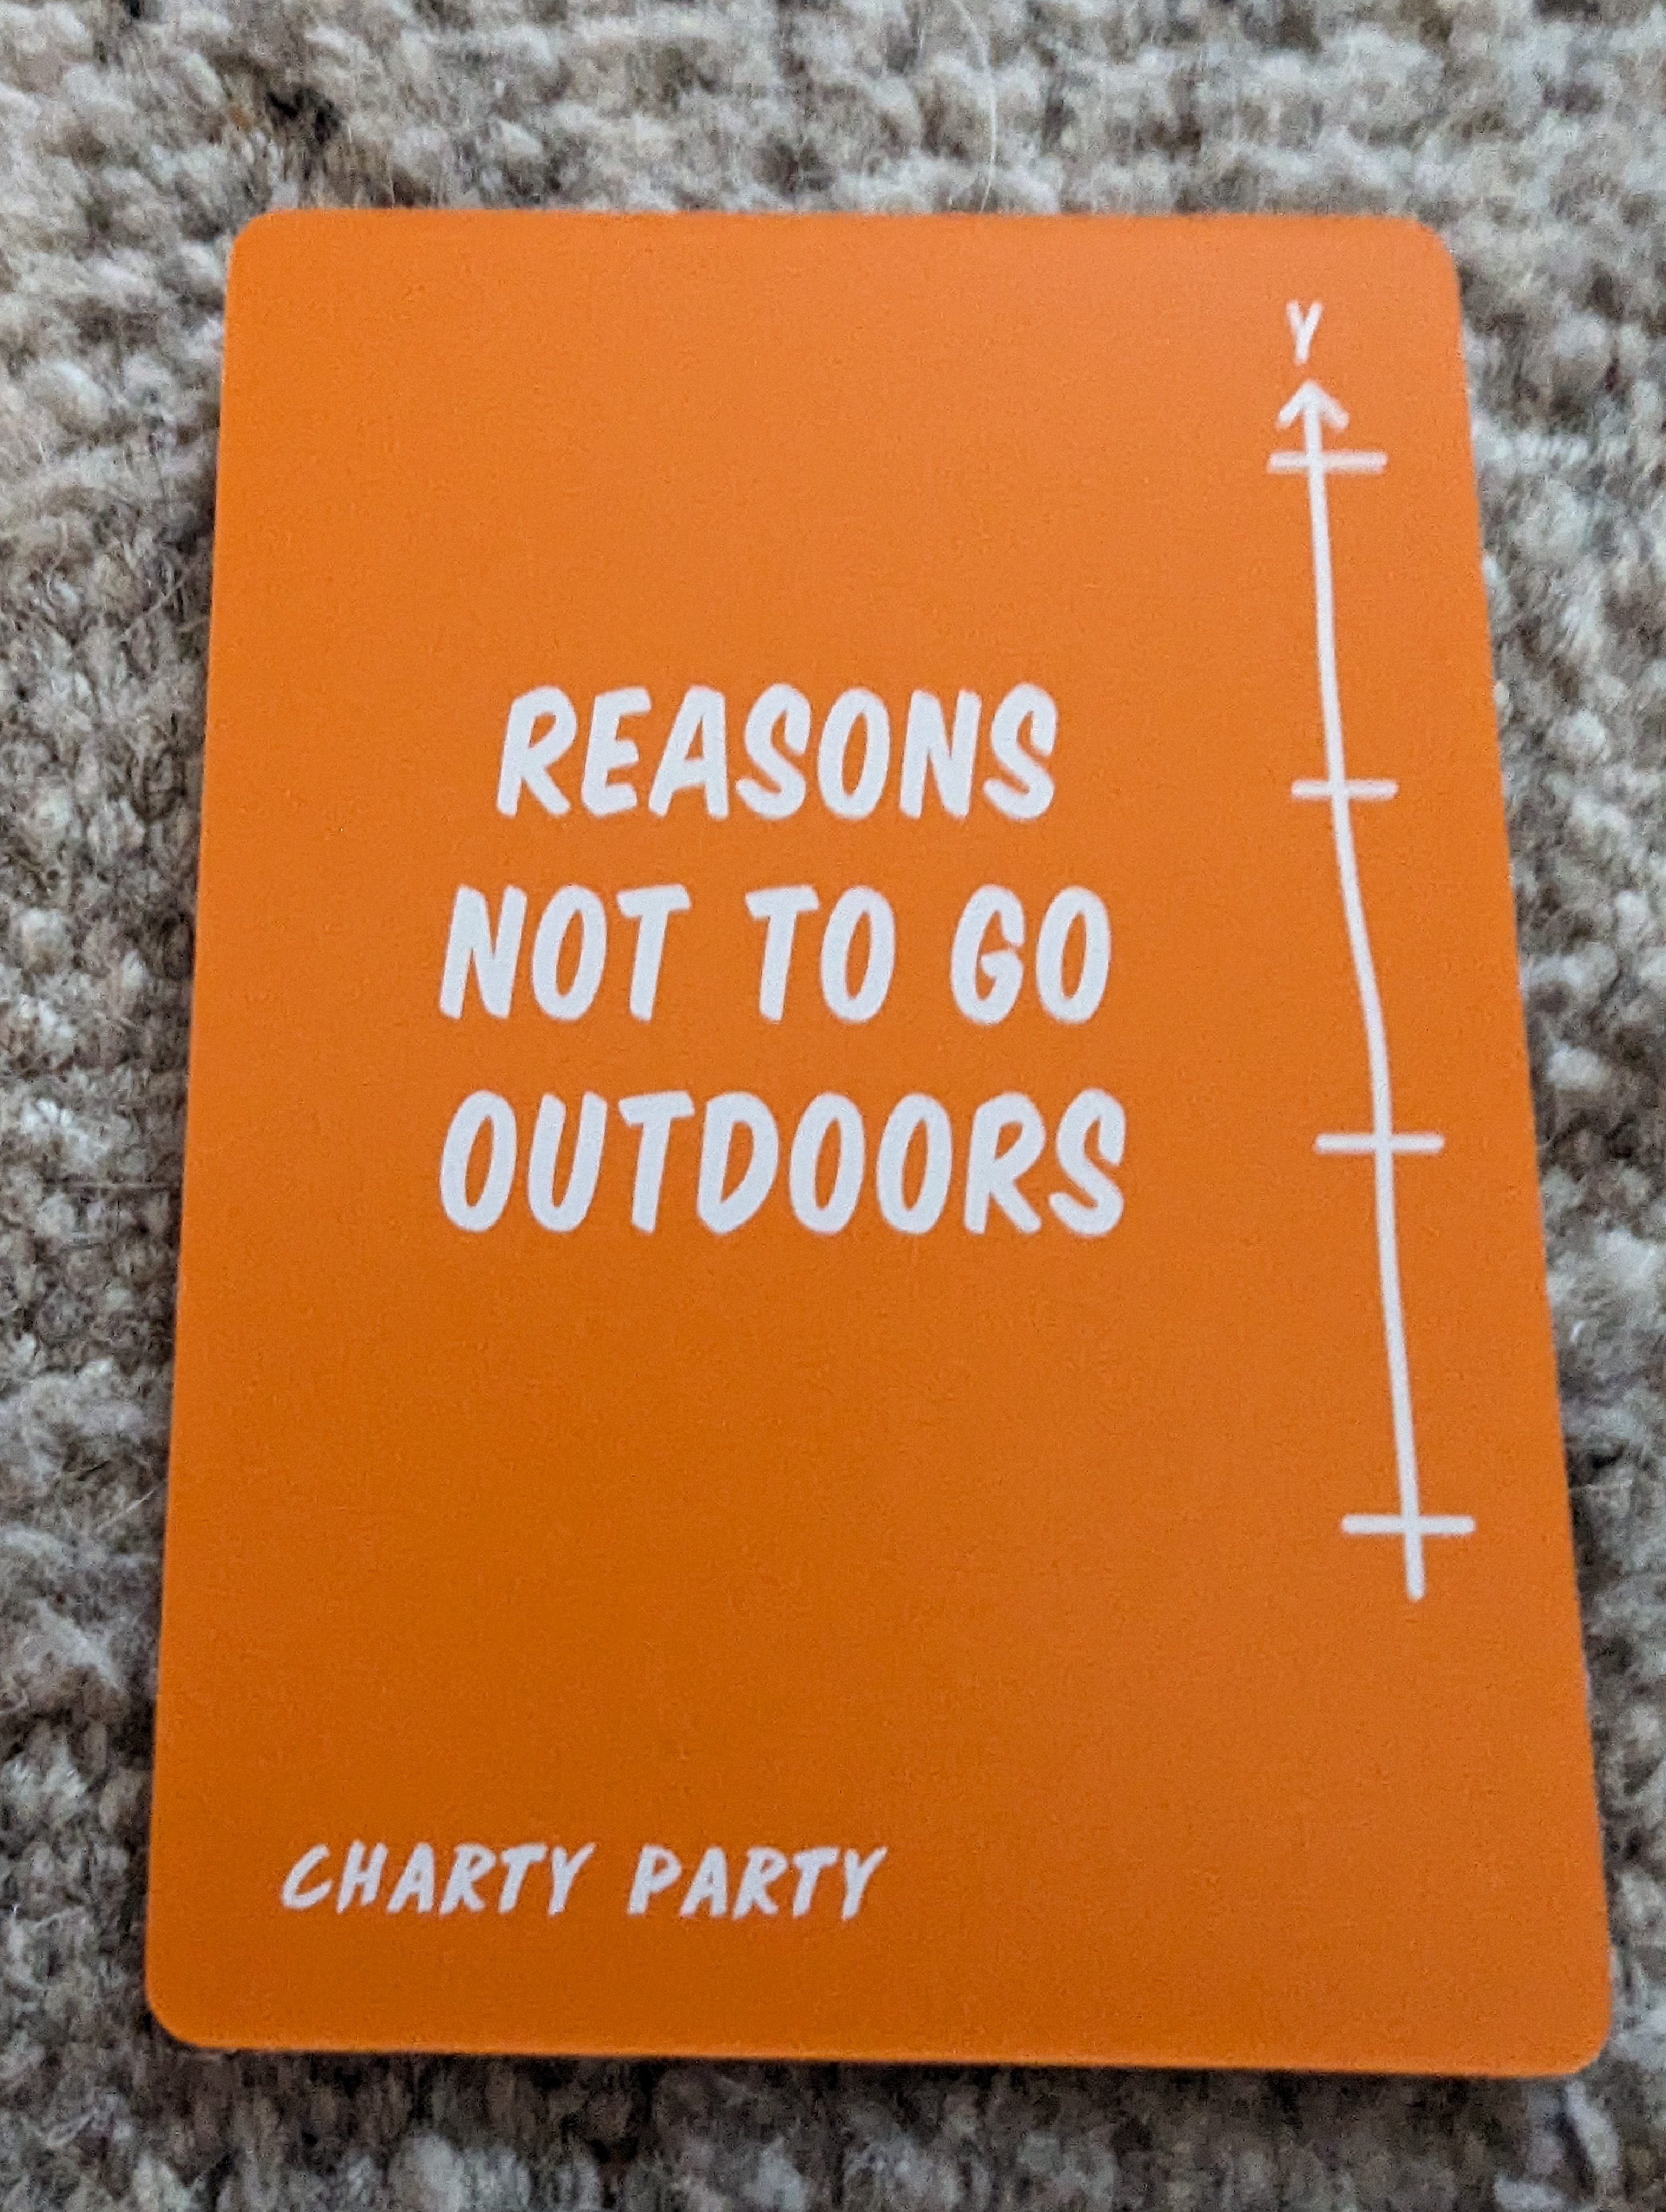 Y
REASONS
NOT TO GO
OUTDOORS
CHARTY PARTY